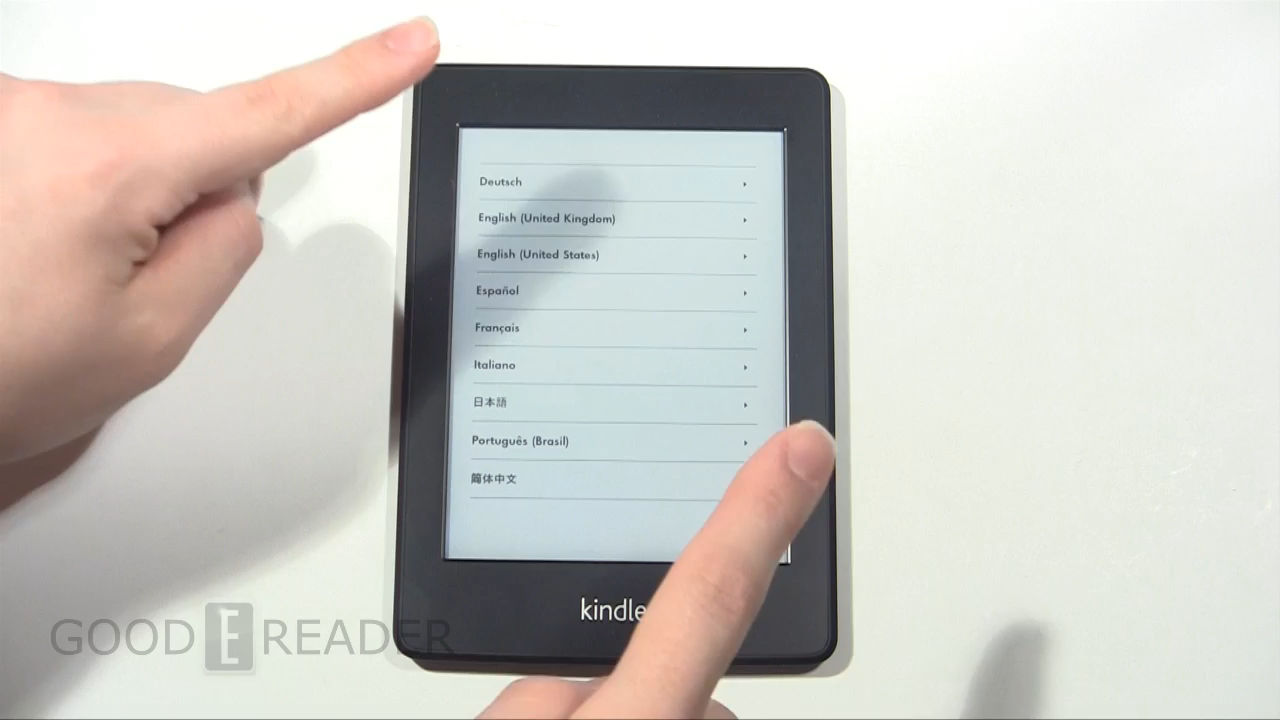 Deutsch
English (United Kingdom)
English (United States)
Español
Français
Italiano
日本語
Português (Brasil)
简体中文
kindle
GOOD E READER